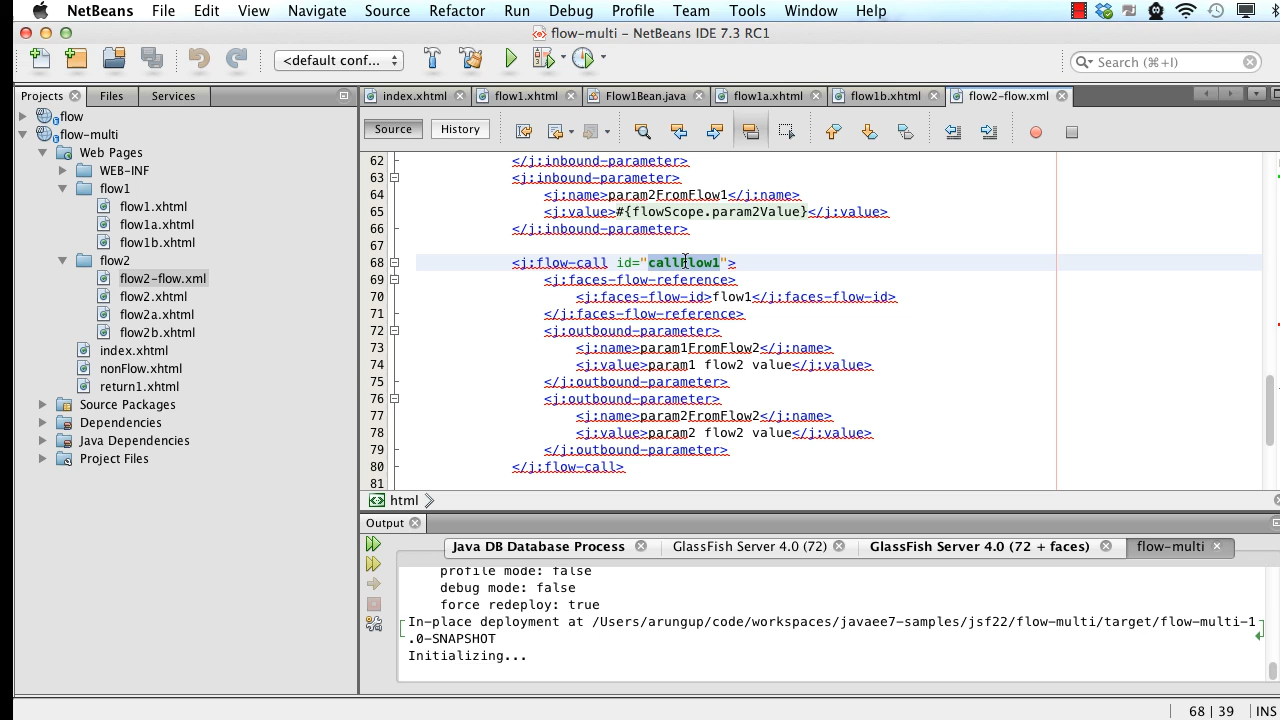 NetBeans File Edit View Navigate Source Refactor Run Debug Profile Team Tools Window Help
flow-multi – NetBeans IDE 7.3 RC1
<default conf...
Search (⌘+I)
Projects Files Services
index.xhtml flow1.xhtml Flow1Bean.java flow1a.xhtml flow1b.xhtml flow2-flow.xml
Source History
flow
flow-multi
Web Pages
WEB-INF
flow1
flow1.xhtml
flow1a.xhtml
flow1b.xhtml
flow2
flow2-flow.xml
flow2.xhtml
flow2a.xhtml
flow2b.xhtml
index.xhtml
nonFlow.xhtml
return1.xhtml
Source Packages
Dependencies
Java Dependencies
Project Files
62 </j:inbound-parameter>
63 <j:inbound-parameter>
64 <j:name>param2FromFlow1</j:name>
65 <j:value>#{flowScope.param2Value}</j:value>
66 </j:inbound-parameter>
67
68 <j:flow-call id="callFlow1">
69 <j:faces-flow-reference>
70 <j:faces-flow-id>flow1</j:faces-flow-id>
71 </j:faces-flow-reference>
72 <j:outbound-parameter>
73 <j:name>param1FromFlow2</j:name>
74 <j:value>param1 flow2 value</j:value>
75 </j:outbound-parameter>
76 <j:outbound-parameter>
77 <j:name>param2FromFlow2</j:name>
78 <j:value>param2 flow2 value</j:value>
79 </j:outbound-parameter>
80 </j:flow-call>
81
html
Output
Java DB Database Process GlassFish Server 4.0 (72) GlassFish Server 4.0 (72 + faces) flow-multi
profile mode: false
debug mode: false
force redeploy: true
In-place deployment at /Users/arungup/code/workspaces/javaee7-samples/jsf22/flow-multi/target/flow-multi-1
.0-SNAPSHOT
Initializing...
68 | 39 INS